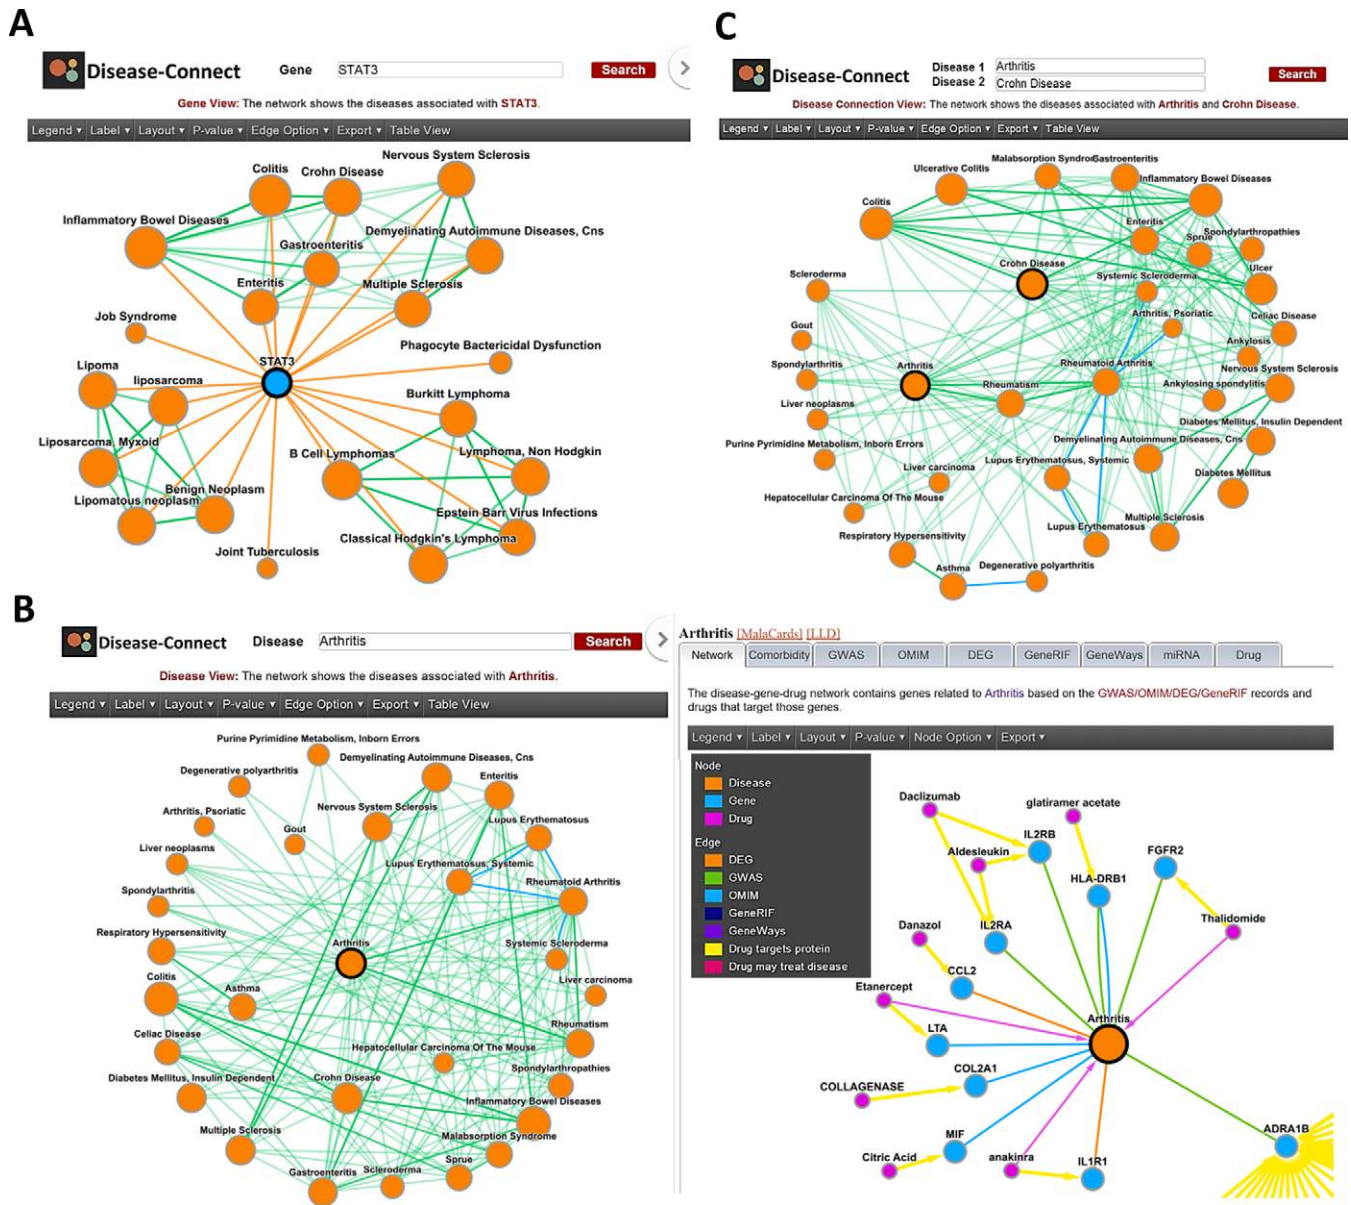 A
Disease-Connect
Gene
STAT3
Search
Gene View: The network shows the diseases associated with STAT3.
Legend ▾ Label ▾ Layout ▾ P-value ▾ Edge Option ▾ Export ▾ Table View
Nervous System Sclerosis
Colitis
Crohn Disease
Inflammatory Bowel Diseases
Demyelinating Autoimmune Diseases, Cns
Gastroenteritis
Enteritis
Multiple Sclerosis
Job Syndrome
Phagocyte Bactericidal Dysfunction
STAT3
Lipoma
liposarcoma
Burkitt Lymphoma
Liposarcoma, Myxoid
B Cell Lymphomas
Lymphoma, Non Hodgkin
Lipomatous neoplasm
Benign Neoplasm
Epstein Barr Virus Infections
Classical Hodgkin's Lymphoma
Joint Tuberculosis
C
Disease-Connect
Disease 1
Arthritis
Disease 2
Crohn Disease
Search
Disease Connection View: The network shows the diseases associated with Arthritis and Crohn Disease.
Legend ▾ Label ▾ Layout ▾ P-value ▾ Edge Option ▾ Export ▾ Table View
Malabsorption Syndrome
Gastroenteritis
Ulcerative Colitis
Inflammatory Bowel Diseases
Colitis
Enteritis
Sprue
Spondylarthropathies
Crohn Disease
Systemic Scleroderma
Ulcer
Scleroderma
Arthritis, Psoriatic
Celiac Disease
Gout
Ankylosis
Spondylarthritis
Arthritis
Rheumatism
Rheumatoid Arthritis
Nervous System Sclerosis
Ankylosing spondylitis
Liver neoplasms
Diabetes Mellitus, Insulin Dependent
Purine Pyrimidine Metabolism, Inborn Errors
Demyelinating Autoimmune Diseases, Cns
Liver carcinoma
Lupus Erythematosus, Systemic
Diabetes Mellitus
Hepatocellular Carcinoma Of The Mouse
Multiple Sclerosis
Lupus Erythematosus
Respiratory Hypersensitivity
Asthma
Degenerative polyarthritis
B
Disease-Connect
Disease
Arthritis
Search
Disease View: The network shows the diseases associated with Arthritis.
Legend ▾ Label ▾ Layout ▾ P-value ▾ Edge Option ▾ Export ▾ Table View
Purine Pyrimidine Metabolism, Inborn Errors
Demyelinating Autoimmune Diseases, Cns
Degenerative polyarthritis
Enteritis
Arthritis, Psoriatic
Nervous System Sclerosis
Lupus Erythematosus
Gout
Liver neoplasms
Lupus Erythematosus, Systemic
Rheumatoid Arthritis
Spondylarthritis
Respiratory Hypersensitivity
Arthritis
Systemic Scleroderma
Colitis
Asthma
Liver carcinoma
Celiac Disease
Rheumatism
Hepatocellular Carcinoma Of The Mouse
Diabetes Mellitus, Insulin Dependent
Crohn Disease
Spondylarthropathies
Inflammatory Bowel Diseases
Multiple Sclerosis
Malabsorption Syndrome
Gastroenteritis
Scleroderma
Sprue
Arthritis [MalaCards] [LLD]
Network Comorbidity GWAS OMIM DEG GeneRIF GeneWays miRNA Drug
The disease-gene-drug network contains genes related to Arthritis based on the GWAS/OMIM/DEG/GeneRIF records and
drugs that target those genes.
Legend ▾ Label ▾ Layout ▾ P-value ▾ Node Option ▾ Export ▾
Node
Disease
Gene
Drug
Edge
DEG
GWAS
OMIM
GeneRIF
GeneWays
Drug targets protein
Drug may treat disease
Daclizumab
glatiramer acetate
IL2RB
Aldesleukin
FGFR2
HLA-DRB1
Danazol
IL2RA
Thalidomide
CCL2
Etanercept
Arthritis
LTA
COL2A1
COLLAGENASE
MIF
ADRA1B
Citric Acid
anakinra
IL1R1